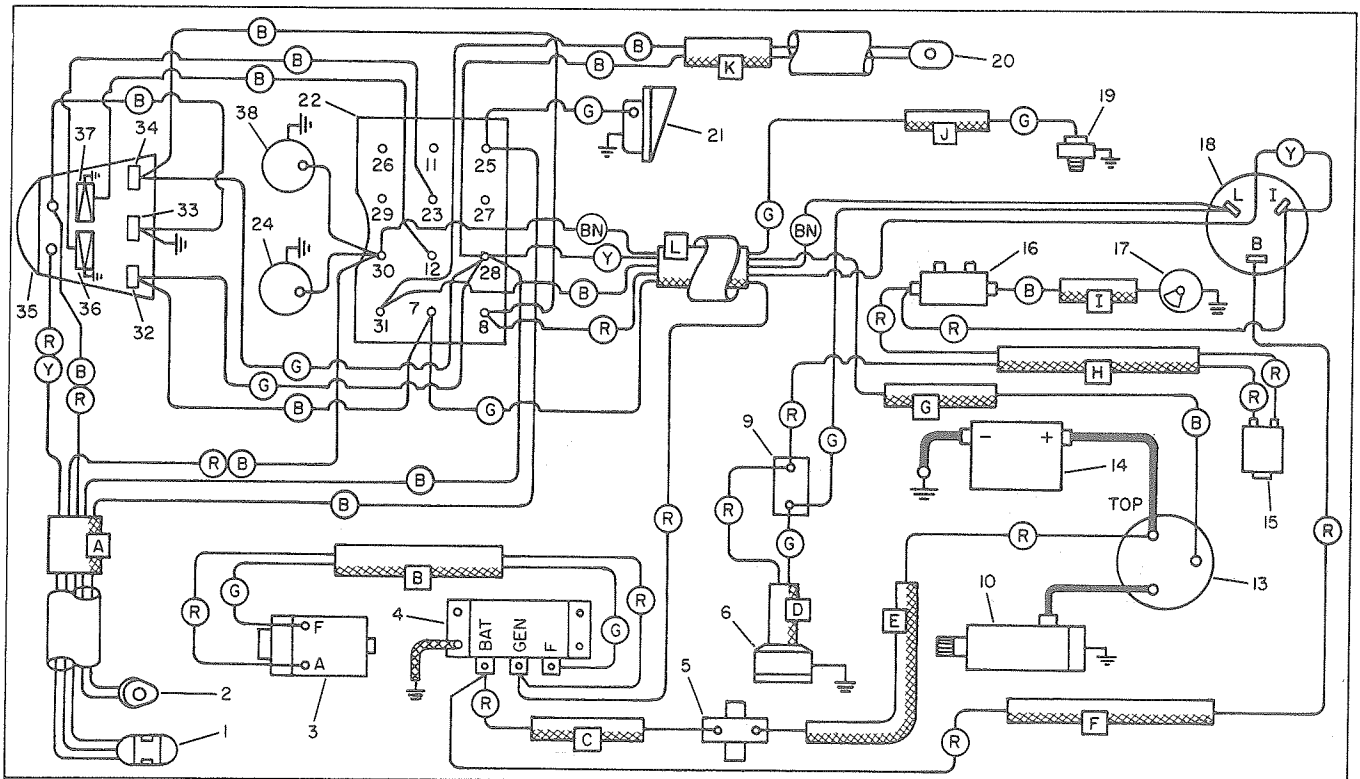 B
B
B
B
B
B
K
20
22
38
G
19
34
J
G
37
21
18
Y
26
11
25
L
I
33
29
23
27
G
BN
BN
24
L
16
17
B
30
12
28
Y
B
I
35
36
32
31
7
8
B
R
R
R
R
G
H
R
Y
B
G
R
R
B
G
G
R
9
G
B
- +
R B
14
B
TOP
15
B
R
R
R
A
G
R
B
10
13
G
4
D
E
R
R
BAT GEN F
G
6
F
A
5
2
R
3
1
C
F
R